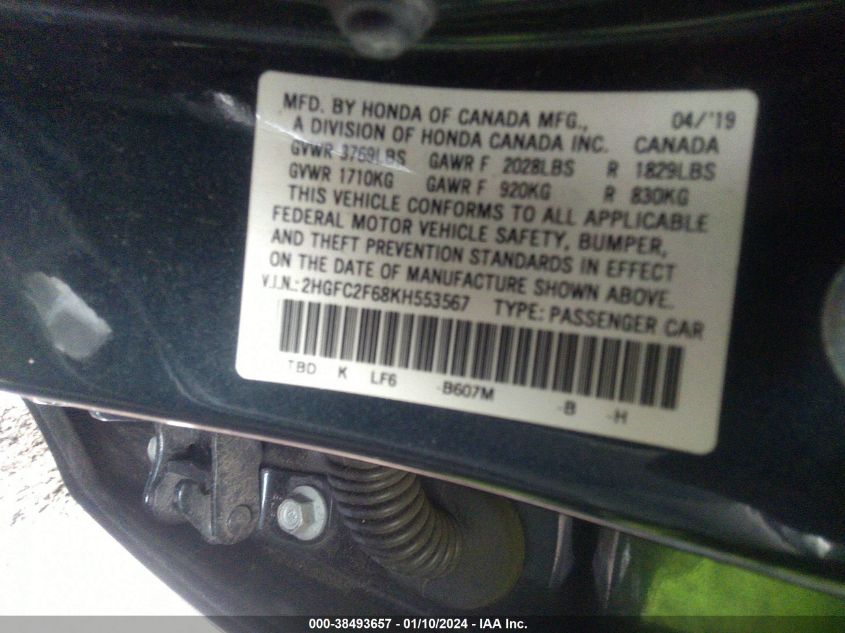 MFD. BY HONDA OF CANADA MFG., 04/'19
A DIVISION OF HONDA CANADA INC. CANADA
GVWR 3769LBS GAWR F 2028LBS R 1829LBS
GVWR 1710KG GAWR F 920KG R 830KG
THIS VEHICLE CONFORMS TO ALL APPLICABLE
FEDERAL MOTOR VEHICLE SAFETY, BUMPER,
AND THEFT PREVENTION STANDARDS IN EFFECT
ON THE DATE OF MANUFACTURE SHOWN ABOVE.
V.I.N.: 2HGFC2F68KH553567 TYPE: PASSENGER CAR
TBD K LF6 -B607M -B -H
000-38493657 - 01/10/2024 - IAA Inc.